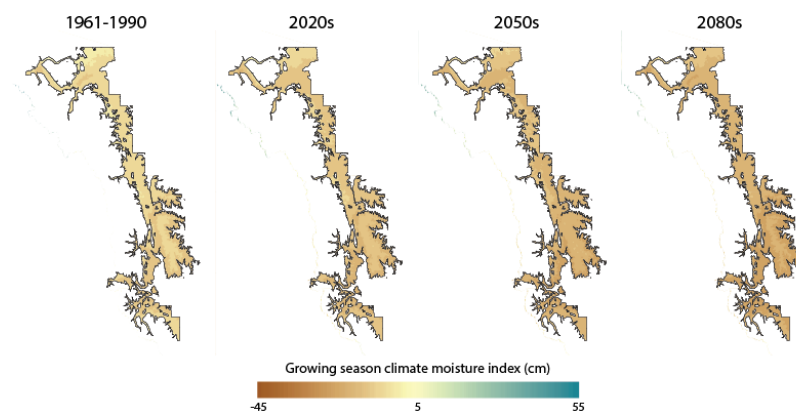 1961-1990 2020s 2050s 2080s
Growing season climate moisture index (cm)
-45 5 55